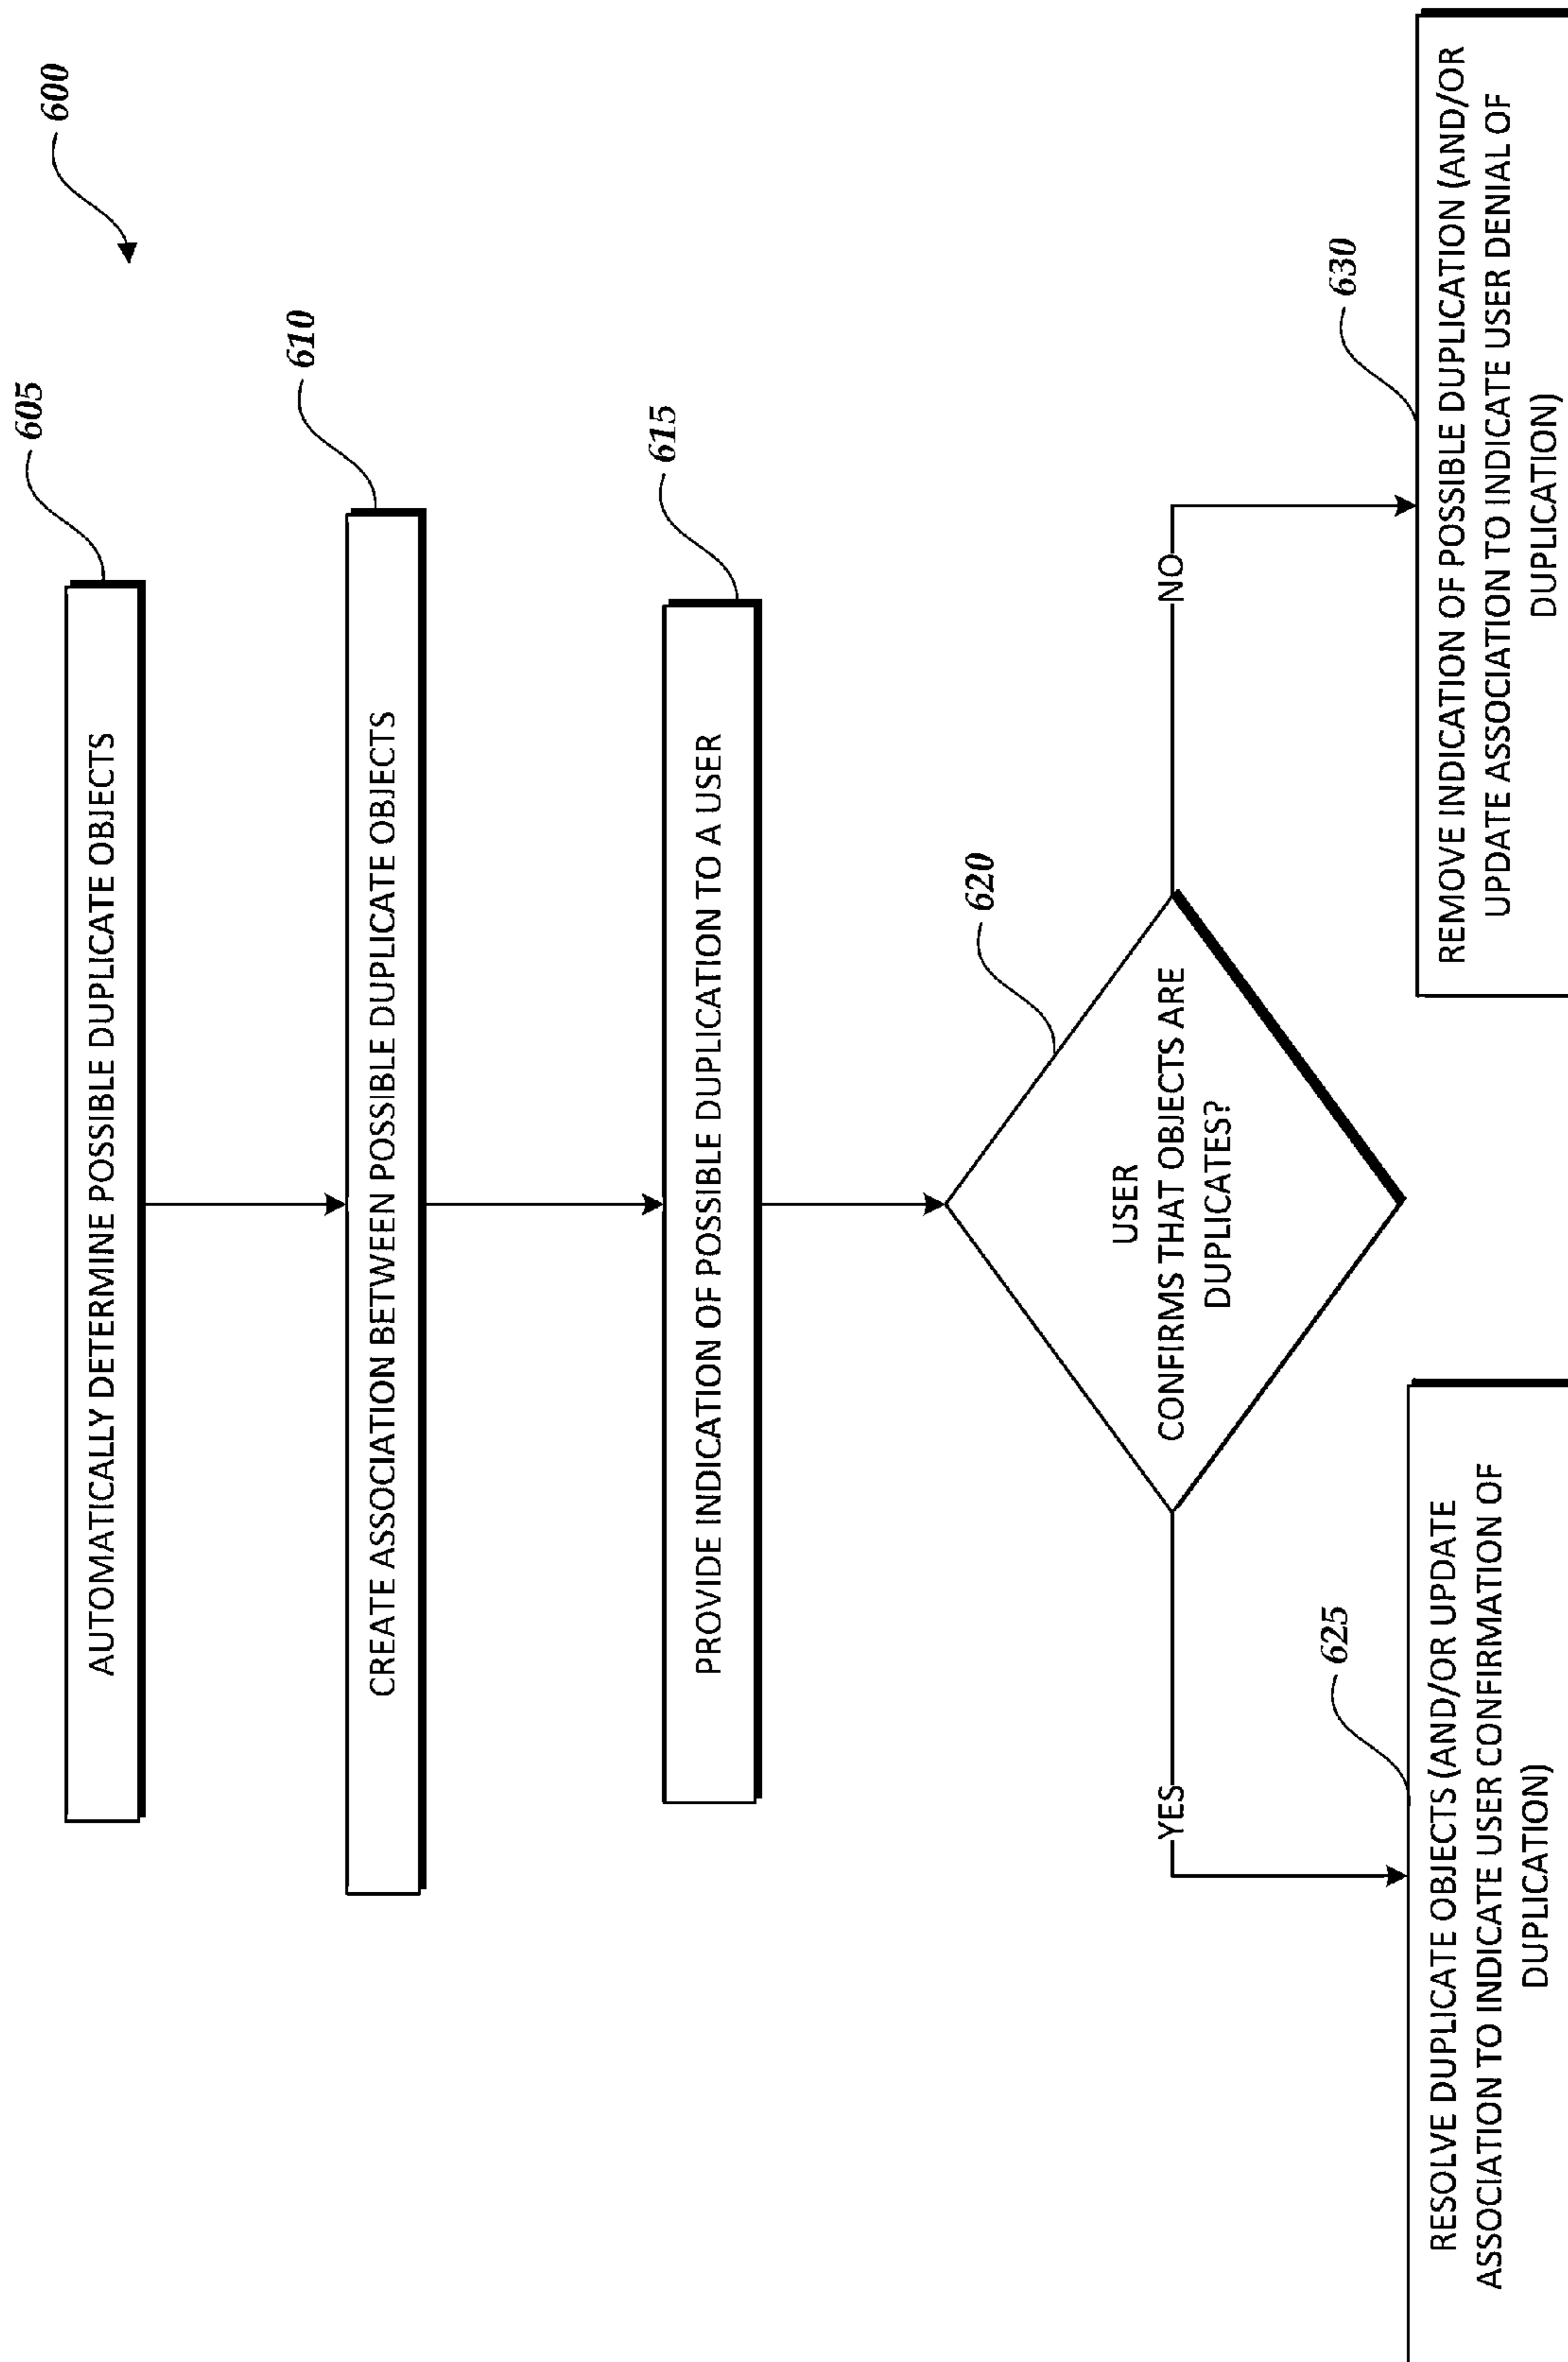 600
605
AUTOMATICALLY DETERMINE POSSIBLE DUPLICATE OBJECTS
610
CREATE ASSOCIATION BETWEEN POSSIBLE DUPLICATE OBJECTS
615
PROVIDE INDICATION OF POSSIBLE DUPLICATION TO A USER
620
USER
CONFIRMS THAT OBJECTS ARE
DUPLICATES?
YES
NO
625
RESOLVE DUPLICATE OBJECTS (AND/OR UPDATE
ASSOCIATION TO INDICATE USER CONFIRMATION OF
DUPLICATION)
630
REMOVE INDICATION OF POSSIBLE DUPLICATION (AND/OR
UPDATE ASSOCIATION TO INDICATE USER DENIAL OF
DUPLICATION)